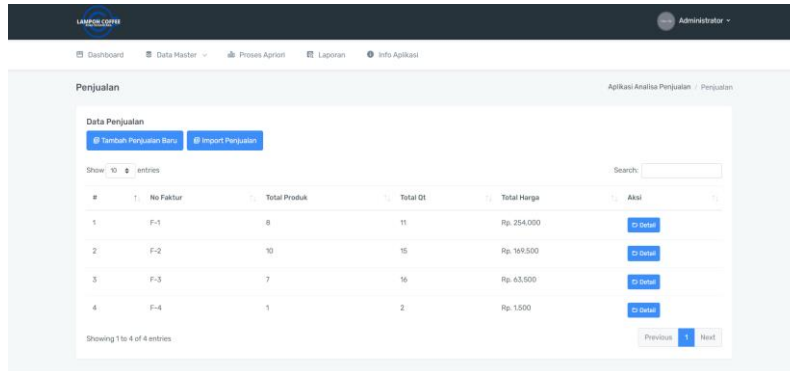 LAMPOH COFFEE
Administrator
Dashboard Data Master Proses Apriori Laporan Info Aplikasi
Penjualan Aplikasi Analisa Penjualan / Penjualan
Data Penjualan
Tambah Penjualan Baru Import Penjualan
Show 10 entries Search:
# No Faktur Total Produk Total Qt Total Harga Aksi
1 F-1 8 11 Rp. 254,000 Detail
2 F-2 10 15 Rp. 169,500 Detail
3 F-3 7 16 Rp. 63,500 Detail
4 F-4 1 2 Rp. 1,500 Detail
Showing 1 to 4 of 4 entries Previous 1 Next